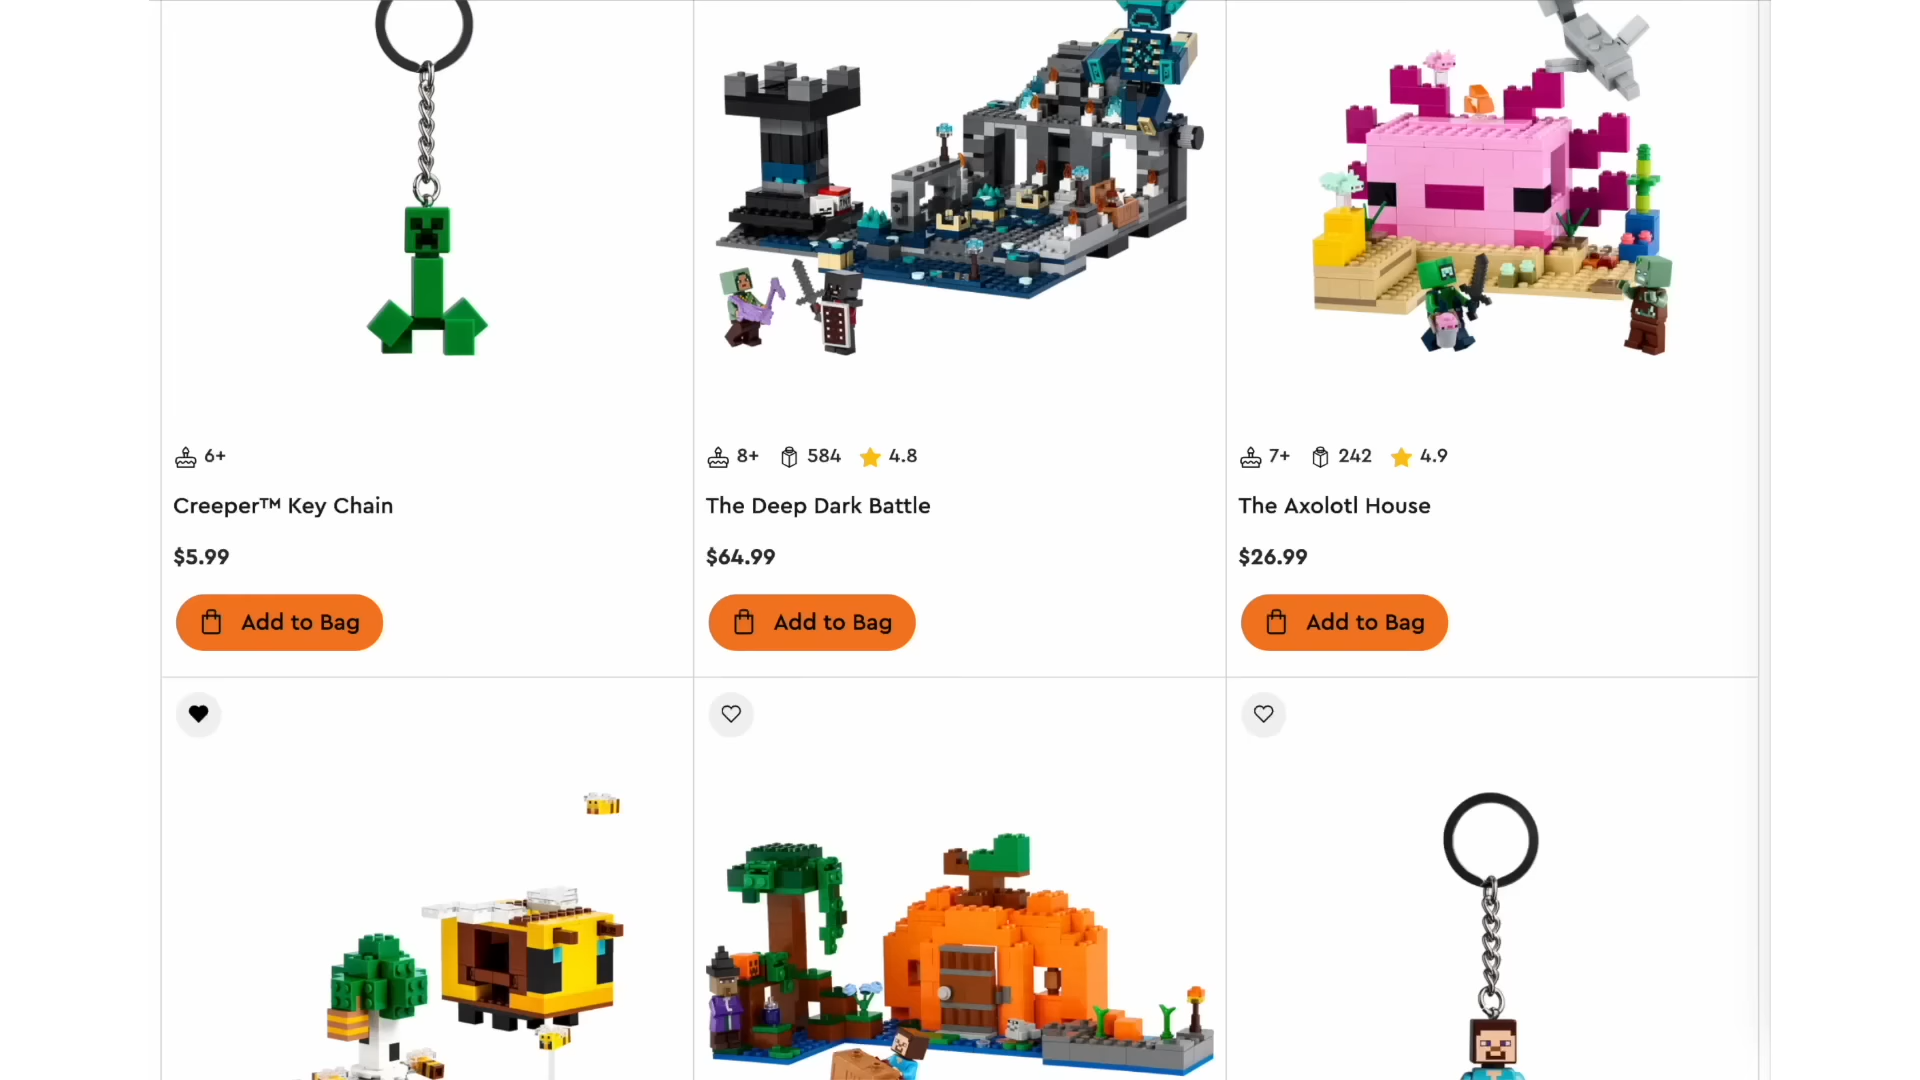 6+
8+ 584 4.8
7+ 242 4.9
Creeper™ Key Chain
The Deep Dark Battle
The Axolotl House
$5.99
$64.99
$26.99
Add to Bag
Add to Bag
Add to Bag